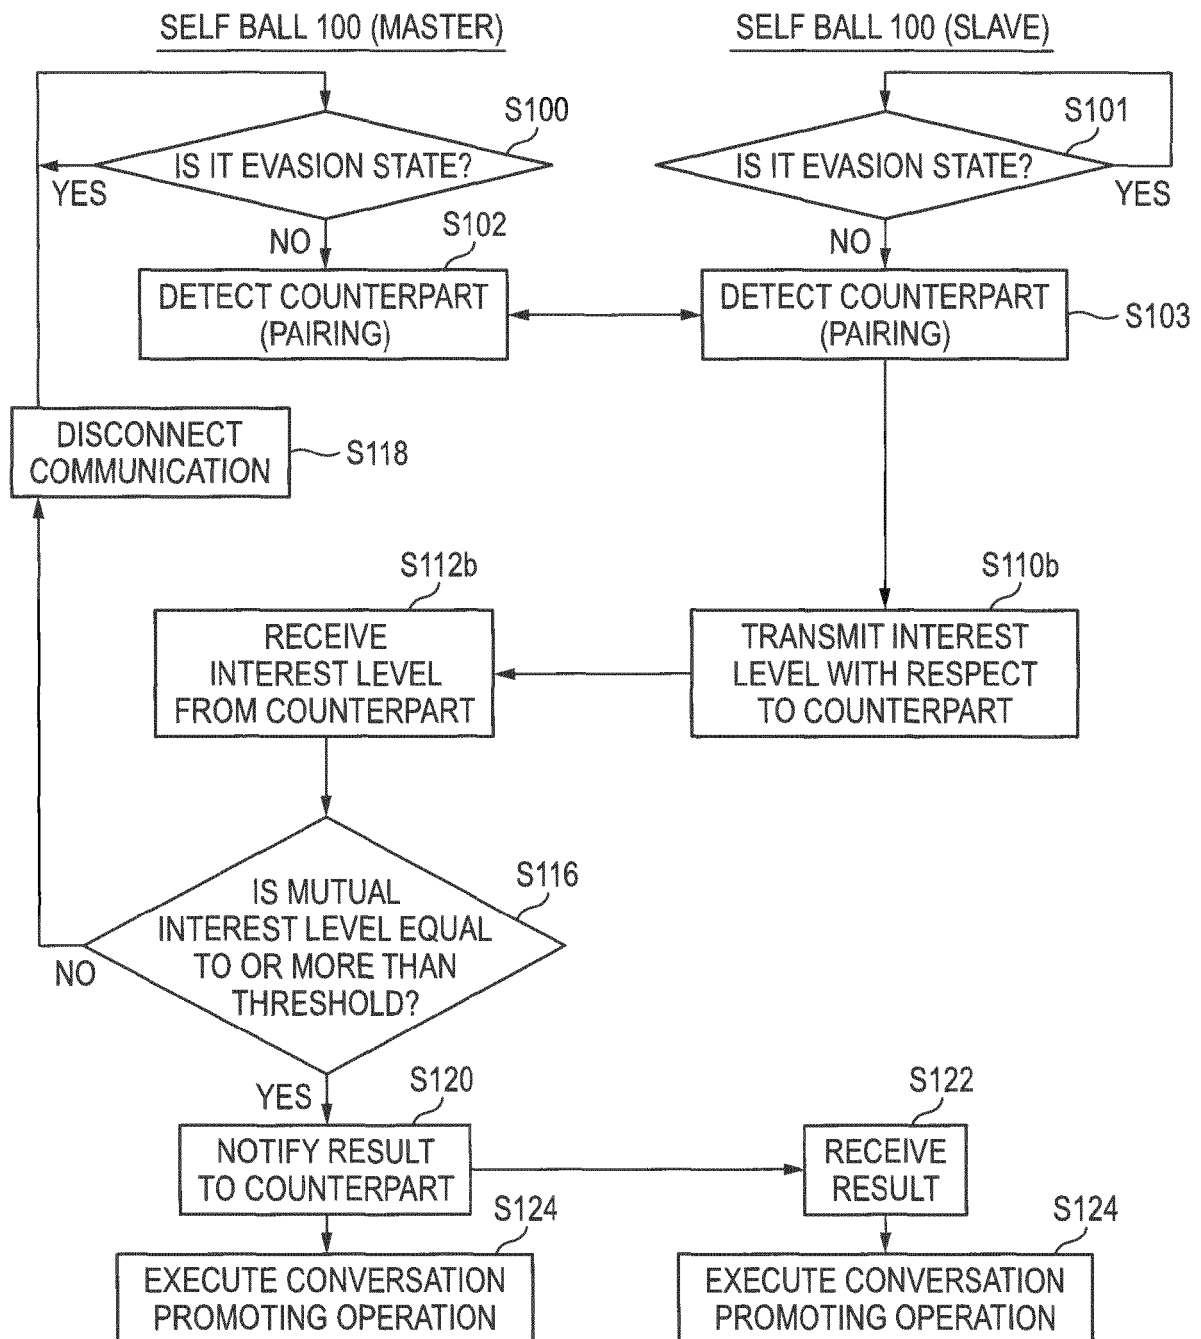 SELF BALL 100 (MASTER)
SELF BALL 100 (SLAVE)
S100
IS IT EVASION STATE?
YES
NO
S101
IS IT EVASION STATE?
YES
NO
S102
DETECT COUNTERPART
(PAIRING)
DETECT COUNTERPART
(PAIRING)
S103
DISCONNECT
COMMUNICATION
S118
S112b
RECEIVE
INTEREST LEVEL
FROM COUNTERPART
S110b
TRANSMIT INTEREST
LEVEL WITH RESPECT
TO COUNTERPART
S116
IS MUTUAL
INTEREST LEVEL EQUAL
TO OR MORE THAN
THRESHOLD?
NO
YES
S120
NOTIFY RESULT
TO COUNTERPART
S122
RECEIVE
RESULT
S124
EXECUTE CONVERSATION
PROMOTING OPERATION
S124
EXECUTE CONVERSATION
PROMOTING OPERATION